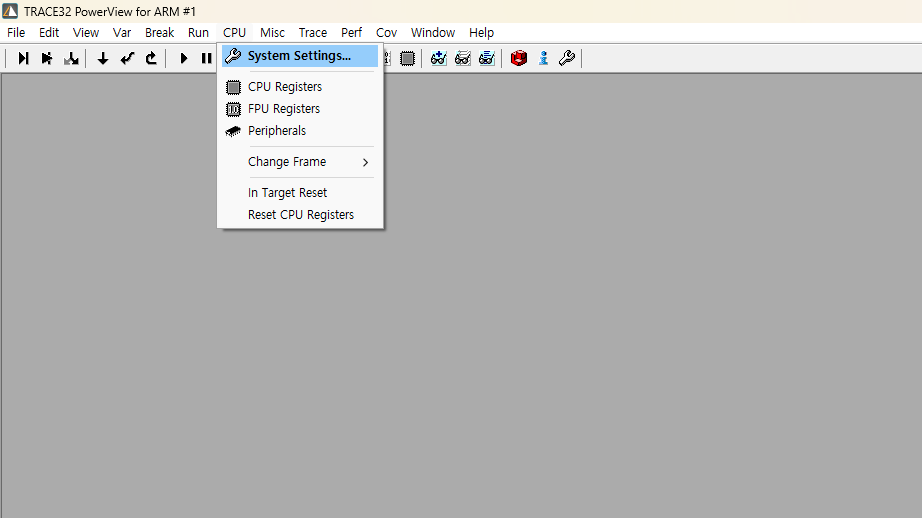 TRACE32 PowerView for ARM #1
File Edit View Var Break Run CPU Misc Trace Perf Cov Window Help
System Settings...
CPU Registers
FPU Registers
Peripherals
Change Frame
In Target Reset
Reset CPU Registers